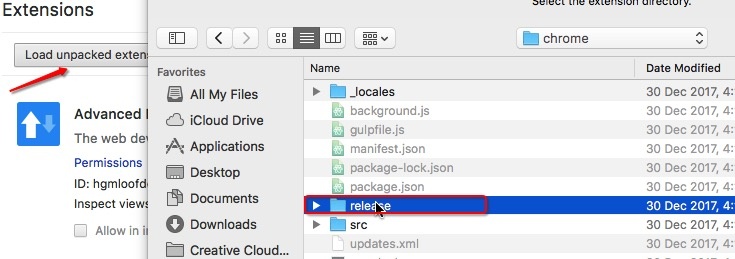 Extensions
Load unpacked
Advanced
The web
Permissions
ID: hgmloofd
Inspect views
Allow in
Select the extension directory.
chrome
Favorites
All My Files
iCloud Drive
Applications
Desktop
Documents
Downloads
Creative Cloud...
Name
Date Modified
_locales
30 Dec 2017, 4:
background.js
30 Dec 2017, 4:
gulpfile.js
30 Dec 2017, 4:
manifest.json
30 Dec 2017, 4:
package-lock.json
30 Dec 2017, 4:
package.json
30 Dec 2017, 4:
release
30 Dec 2017, 4:
src
30 Dec 2017, 4:
updates.xml
30 Dec 2017, 4: